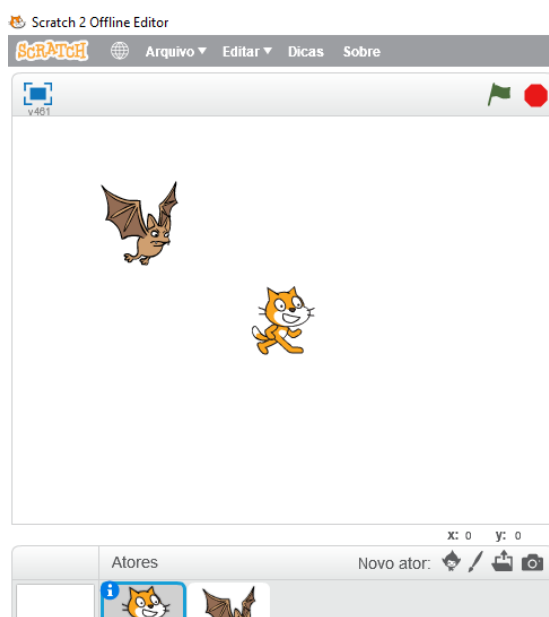 Scratch 2 Offline Editor
SCRATCH Arquivo Editar Dicas Sobre
v461
x: 0 y: 0
Atores Novo ator:
i